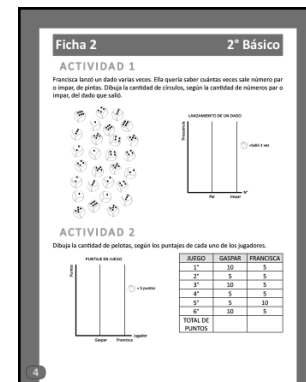 Ficha 2
2° Básico
ACTIVIDAD 1
Francisca lanzó un dado varias veces. Ella quería saber cuántas veces sale número par
o impar, de pintas. Dibuja la cantidad de círculos, según la cantidad de números par o
impar, del dado que salió.
LANZAMIENTO DE UN DADO
Frecuencia
=Salió 1 vez
N°
Par Impar
ACTIVIDAD 2
Dibuja la cantidad de pelotas, según los puntajes de cada uno de los jugadores.
PUNTAJE EN JUEGO
Puntos
= 5 puntos
Jugador
Gaspar Francisca
JUEGO GASPAR FRANCISCA
1° 10 5
2° 5 5
3° 10 5
4° 5 5
5° 5 10
6° 10 5
TOTAL DE
PUNTOS
4